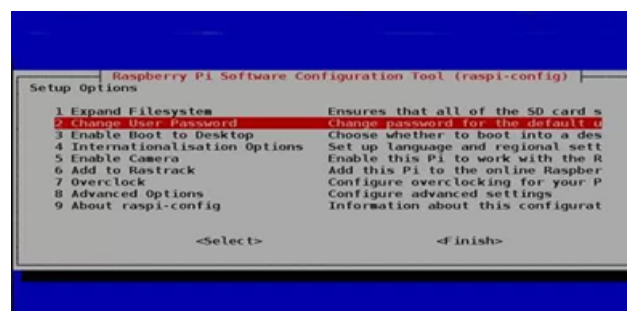 Raspberry Pi Software Configuration Tool (raspi-config)
Setup Options
1 Expand Filesystem Ensures that all of the SD card s
2 Change User Password Change password for the default u
3 Enable Boot to Desktop Choose whether to boot into a des
4 Internationalisation Options Set up language and regional sett
5 Enable Camera Enable this Pi to work with the R
6 Add to Rastrack Add this Pi to the online Raspber
7 Overclock Configure overclocking for your P
8 Advanced Options Configure advanced settings
9 About raspi-config Information about this configurat
<Select> <Finish>